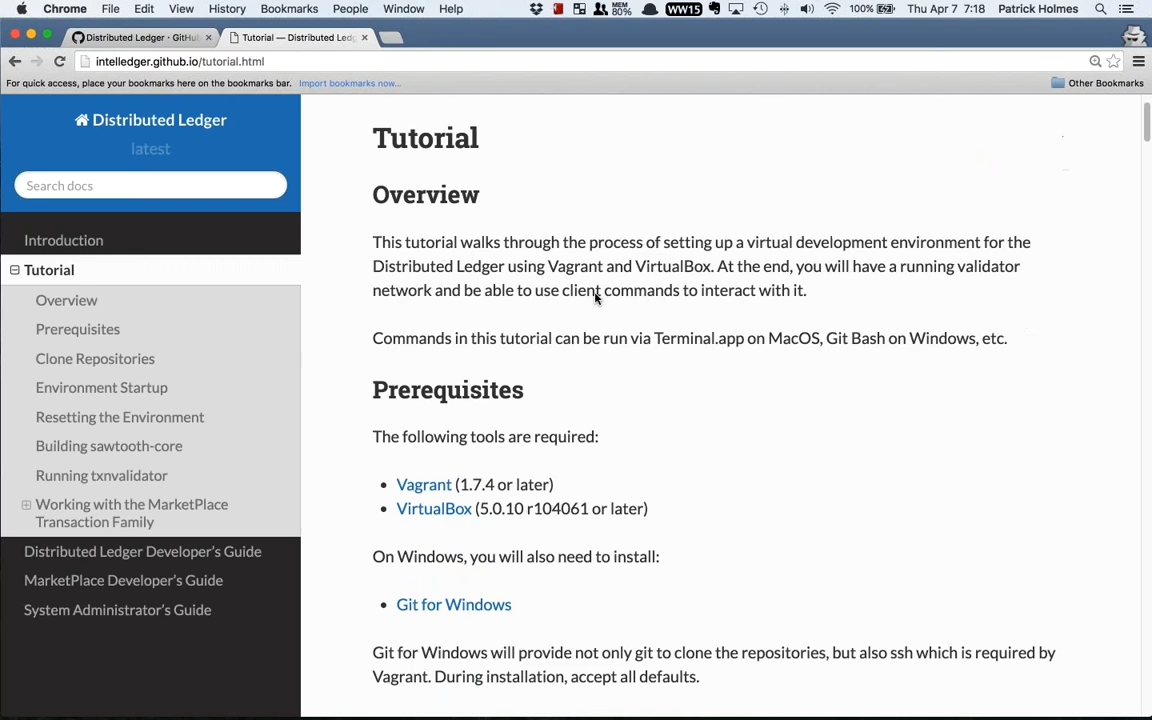 Chrome File Edit View History Bookmarks People Window Help MEM 80% WW15 100% Thu Apr 7 7:18 Patrick Holmes
Distributed Ledger · GitHu × Tutorial — Distributed Led ×
intelledger.github.io/tutorial.html
For quick access, place your bookmarks here on the bookmarks bar. Import bookmarks now... Other Bookmarks
Distributed Ledger
latest
Search docs
Introduction
Tutorial
Overview
Prerequisites
Clone Repositories
Environment Startup
Resetting the Environment
Building sawtooth-core
Running txnvalidator
Working with the MarketPlace
Transaction Family
Distributed Ledger Developer's Guide
MarketPlace Developer's Guide
System Administrator's Guide
Tutorial
Overview
This tutorial walks through the process of setting up a virtual development environment for the
Distributed Ledger using Vagrant and VirtualBox. At the end, you will have a running validator
network and be able to use client commands to interact with it.
Commands in this tutorial can be run via Terminal.app on MacOS, Git Bash on Windows, etc.
Prerequisites
The following tools are required:
• Vagrant (1.7.4 or later)
• VirtualBox (5.0.10 r104061 or later)
On Windows, you will also need to install:
• Git for Windows
Git for Windows will provide not only git to clone the repositories, but also ssh which is required by
Vagrant. During installation, accept all defaults.